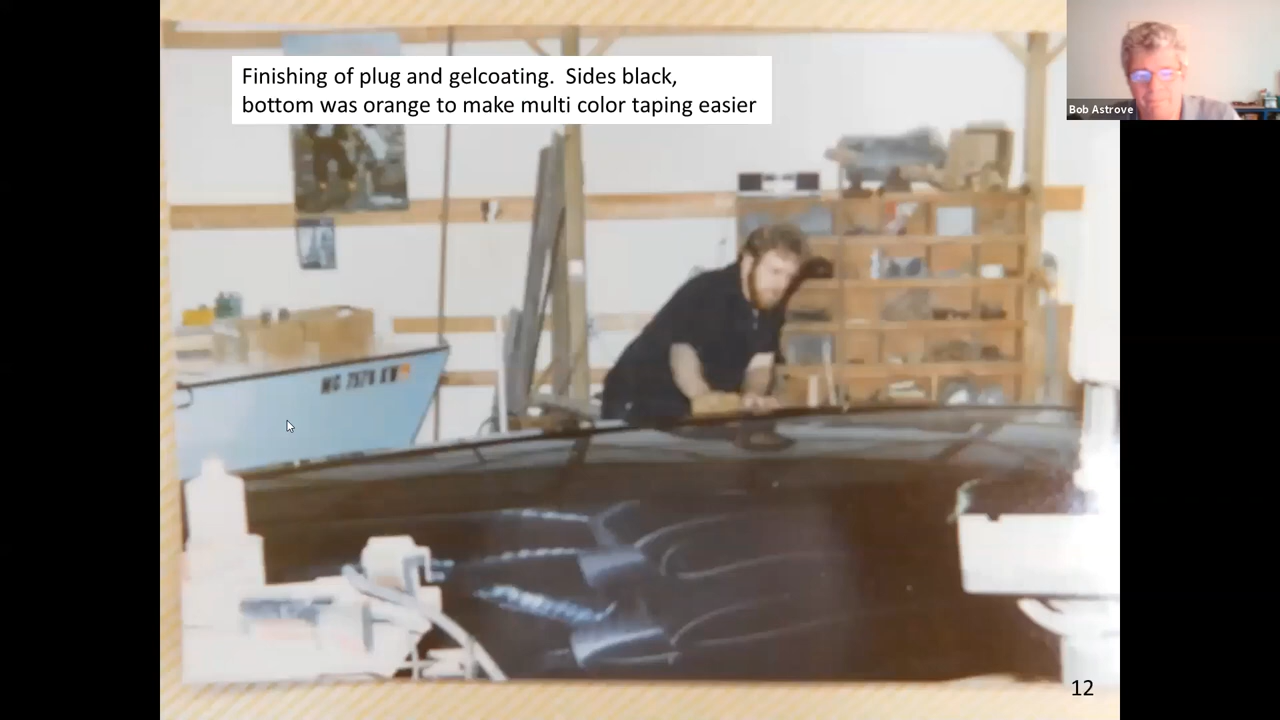 Finishing of plug and gelcoating.  Sides black,
bottom was orange to make multi color taping easier
Bob Astrove
12